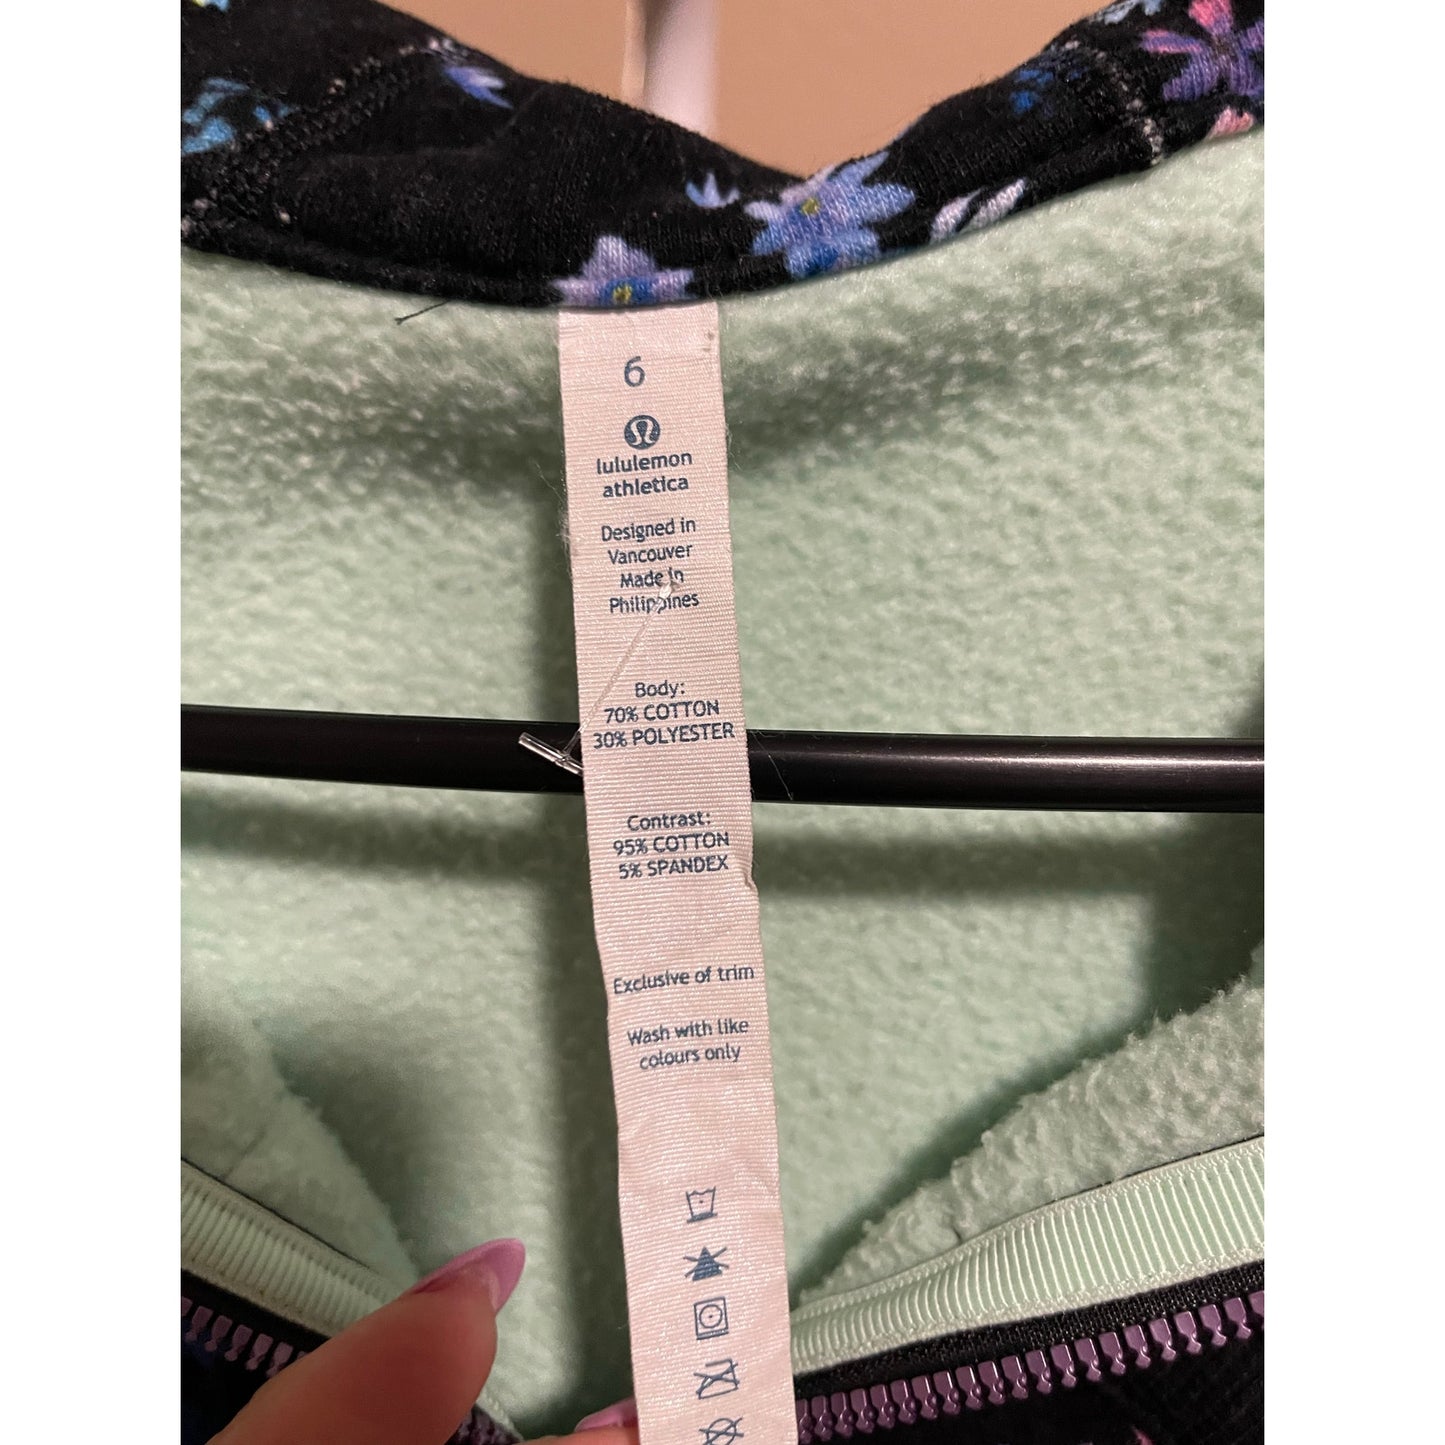 6
lululemon
athletica
Designed in
Vancouver
Made in
Philippines
Body:
70% COTTON
30% POLYESTER
Contrast:
95% COTTON
5% SPANDEX
Exclusive of trim
Wash with like
colours only